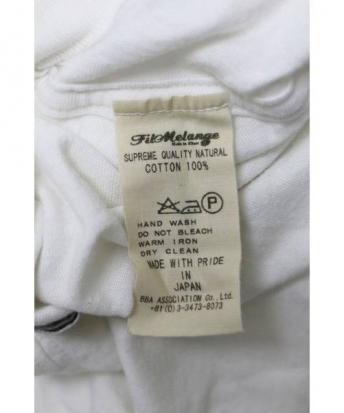 FilMelange
SUPREME QUALITY NATURAL
COTTON 100%
P
HAND WASH
DO NOT BLEACH
WARM IRON
DRY CLEAN
MADE WITH PRIDE
IN
JAPAN
BBA ASSOCIATION Co., Ltd.
+81(0)3-3473-8073